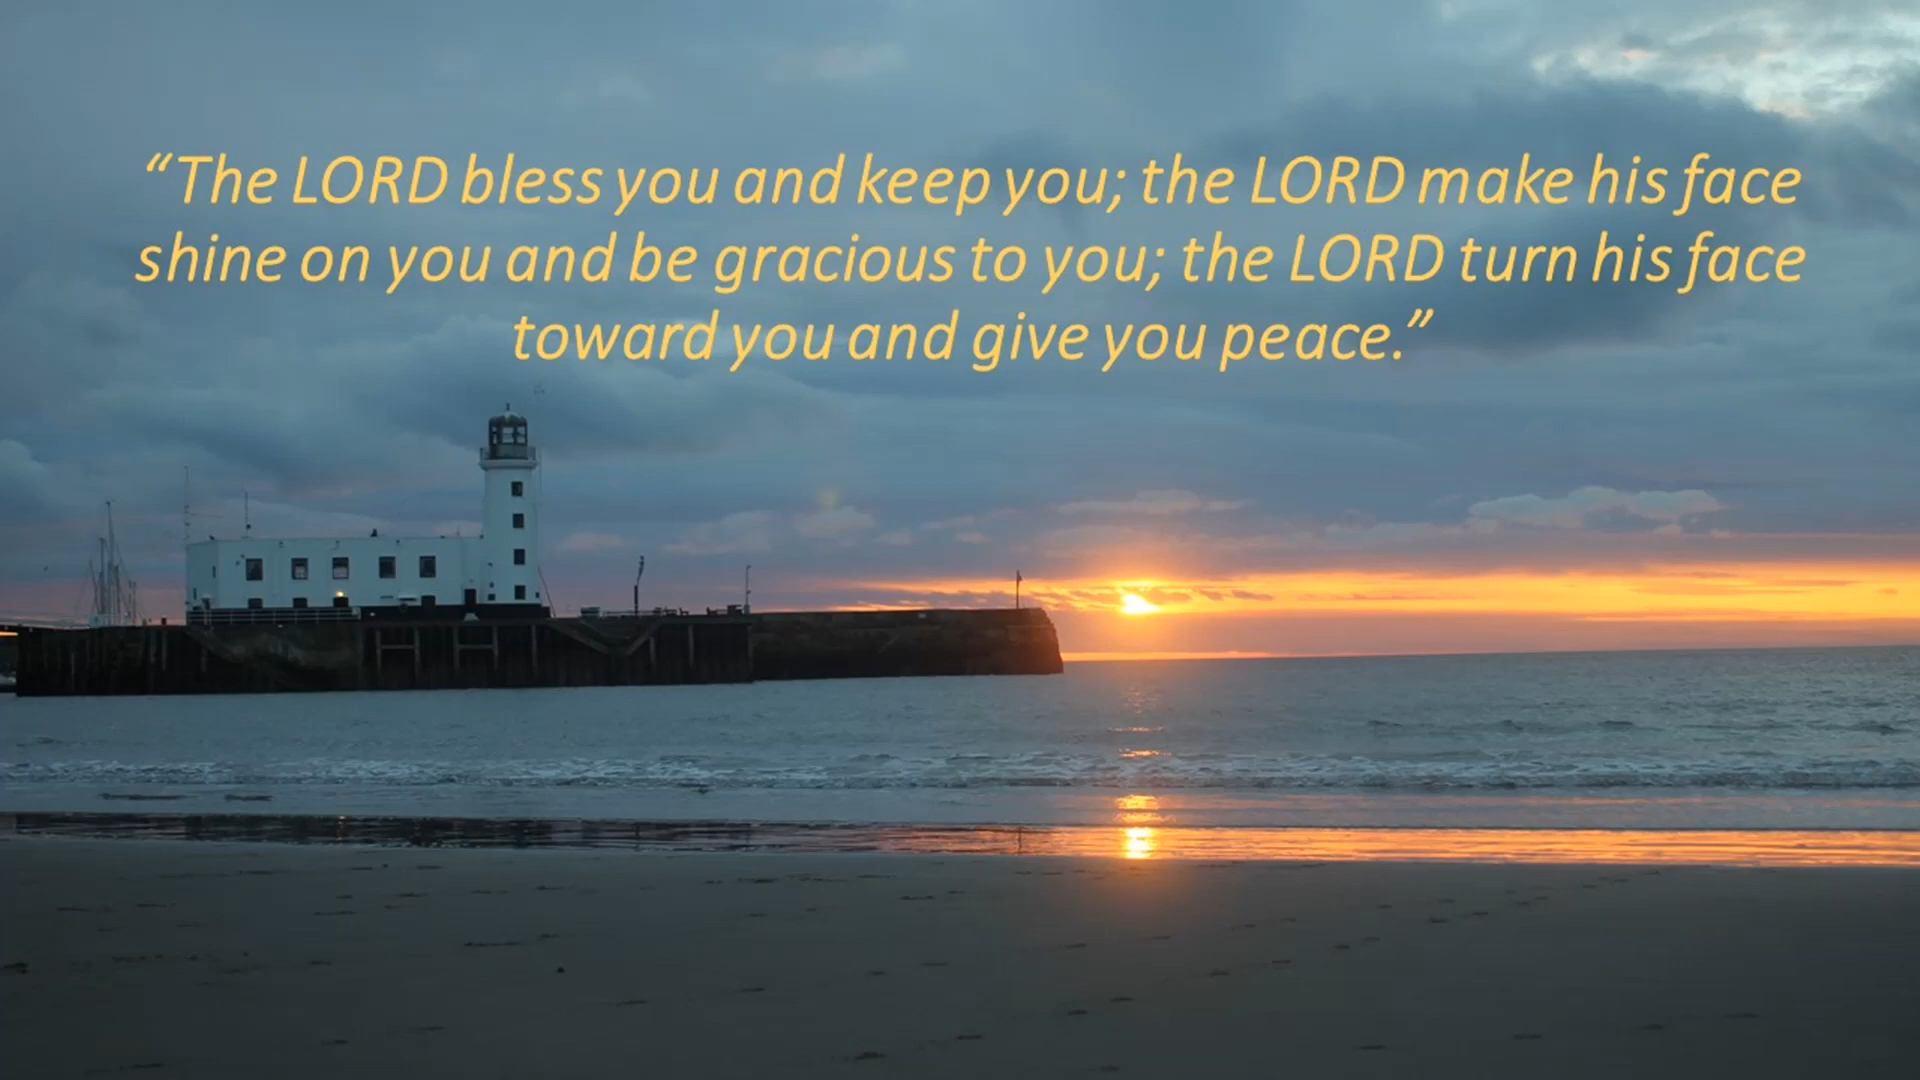 “The LORD bless you and keep you; the LORD make his face
shine on you and be gracious to you; the LORD turn his face
toward you and give you peace.”